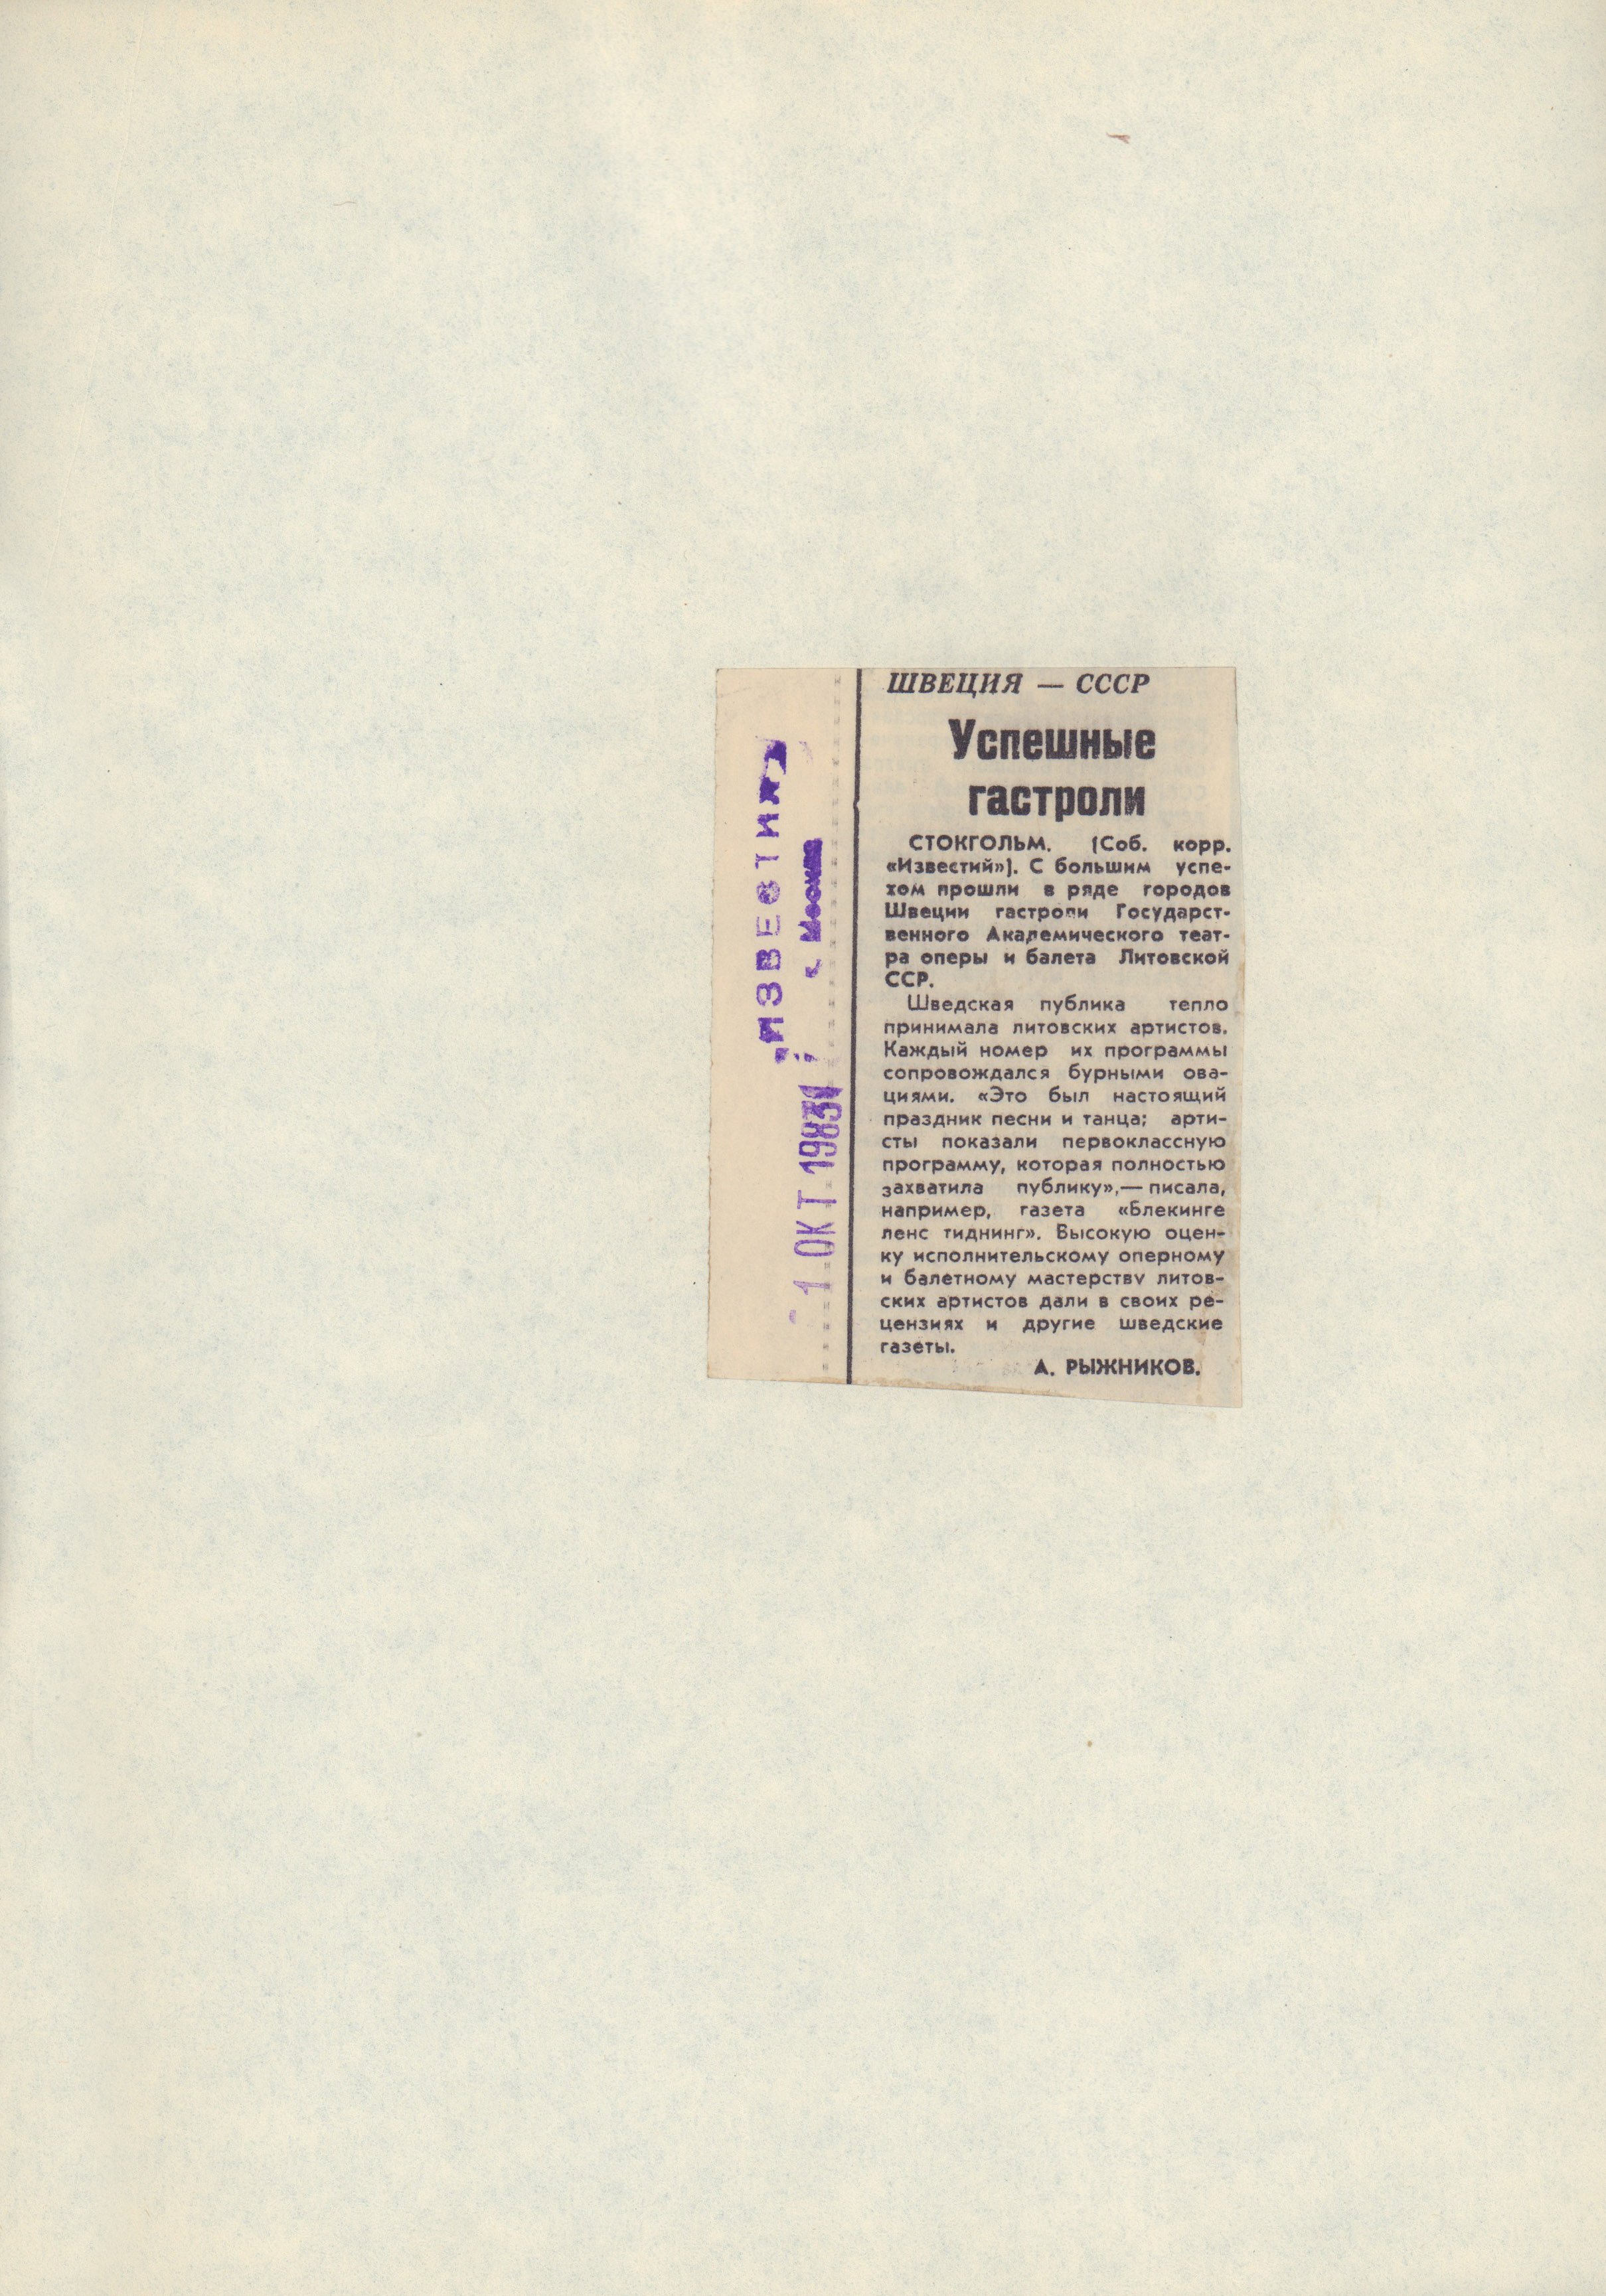 ШВЕЦИЯ — СССР
Успешные
гастроли
СТОКГОЛЬМ. (Соб. корр.
«Известий»). С большим успе-
хом прошли в ряде городов
Швеции гастроли Государст-
венного Академического теат-
ра оперы и балета Литовской
ССР.
Шведская публика тепло
принимала литовских артистов.
Каждый номер их программы
сопровождался бурными ова-
циями. «Это был настоящий
праздник песни и танца; арти-
сты показали первоклассную
программу, которая полностью
захватила публику»,— писала,
например, газета «Блекинге
ленс тиднинг». Высокую оцен-
ку исполнительскому оперному
и балетному мастерству литов-
ских артистов дали в своих ре-
цензиях и другие шведские
газеты.
А. РЫЖНИКОВ.
„ИЗВЕСТИЯ"
г. Москва
1 ОКТ 1983